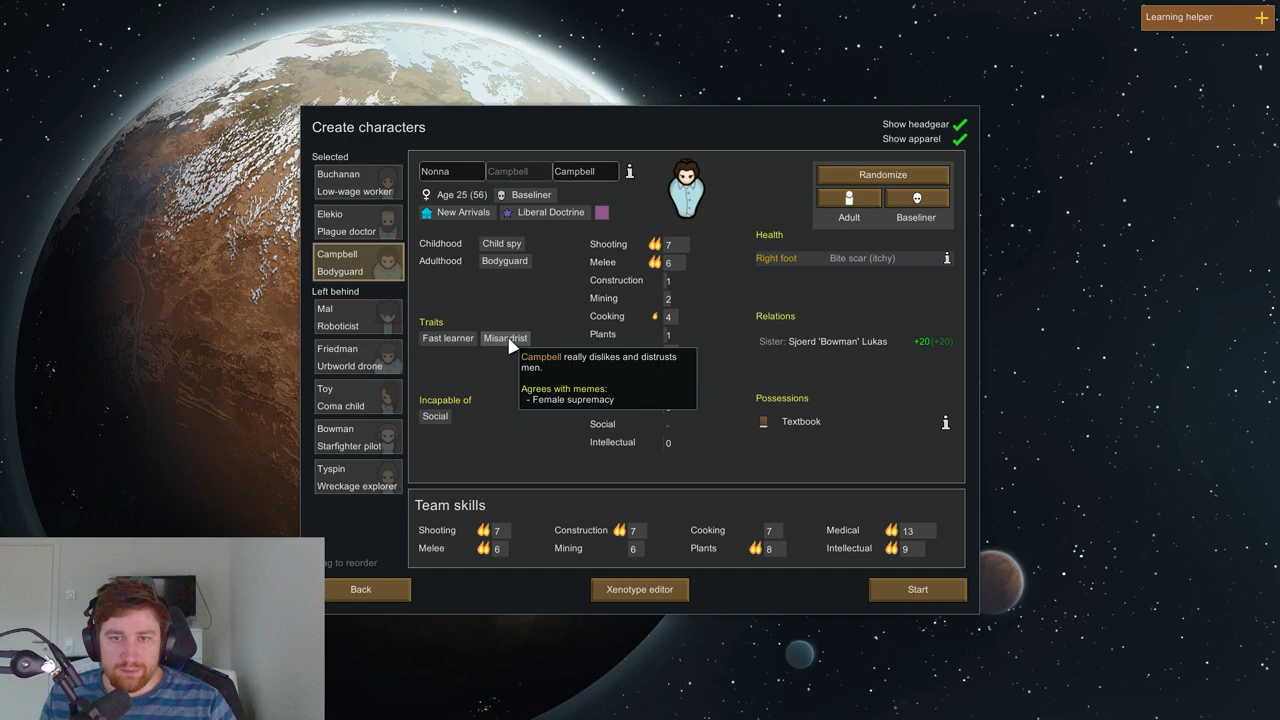 Learning helper
Create characters
Show headgear
Show apparel
Selected
Buchanan
Low-wage worker
Elekio
Plague doctor
Campbell
Bodyguard
Left behind
Mal
Roboticist
Friedman
Urbworld drone
Toy
Coma child
Bowman
Starfighter pilot
Tyspin
Wreckage explorer
Nonna
Campbell
Campbell
Age 25 (56)
Baseliner
New Arrivals
Liberal Doctrine
Childhood
Child spy
Adulthood
Bodyguard
Traits
Fast learner
Misandrist
Incapable of
Social
Shooting 7
Melee 6
Construction 1
Mining 2
Cooking 4
Plants 1
Campbell really dislikes and distrusts
men.
Agrees with memes:
- Female supremacy
Social -
Intellectual 0
Randomize
Adult
Baseliner
Health
Right foot
Bite scar (itchy)
Relations
Sister: Sjoerd 'Bowman' Lukas
+20(+20)
Possessions
Textbook
Team skills
Shooting 7
Construction 7
Cooking 7
Medical 13
Melee 6
Mining 6
Plants 8
Intellectual 9
ag to reorder
Back
Xenotype editor
Start